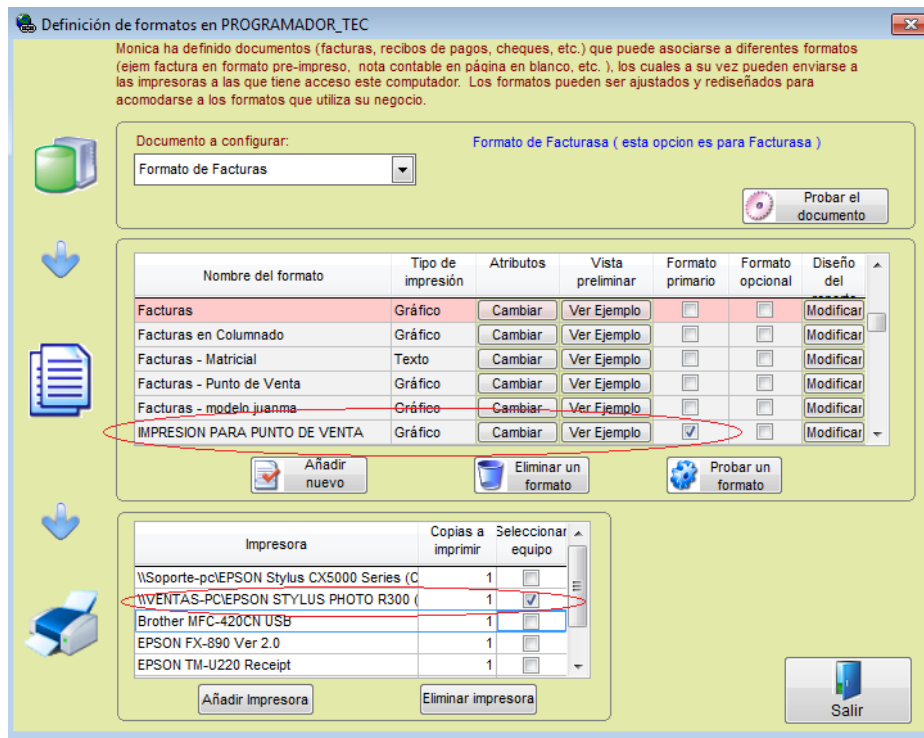 Definición de formatos en PROGRAMADOR_TEC
Monica ha definido documentos (facturas, recibos de pagos, cheques, etc.) que puede asociarse a diferentes formatos
(ejem factura en formato pre-impreso, nota contable en página en blanco, etc. ), los cuales a su vez pueden enviarse a
las impresoras a las que tiene acceso este computador. Los formatos pueden ser ajustados y rediseñados para
acomodarse a los formatos que utiliza su negocio.
Documento a configurar:
Formato de Facturasa ( esta opcion es para Facturasa )
Formato de Facturas
Probar el
documento
Nombre del formato Tipo de impresión Atributos Vista preliminar Formato primario Formato opcional Diseño del
Facturas Gráfico Cambiar Ver Ejemplo Modificar
Facturas en Columnado Gráfico Cambiar Ver Ejemplo Modificar
Facturas - Matricial Texto Cambiar Ver Ejemplo Modificar
Facturas - Punto de Venta Gráfico Cambiar Ver Ejemplo Modificar
Facturas - modelo juanma Gráfico Cambiar Ver Ejemplo Modificar
IMPRESION PARA PUNTO DE VENTA Gráfico Cambiar Ver Ejemplo Modificar
Añadir
nuevo
Eliminar un
formato
Probar un
formato
Impresora Copias a imprimir Seleccionar equipo
\\Soporte-pc\EPSON Stylus CX5000 Series (C 1
\\VENTAS-PC\EPSON STYLUS PHOTO R300 ( 1
Brother MFC-420CN USB 1
EPSON FX-890 Ver 2.0 1
EPSON TM-U220 Receipt 1
Añadir Impresora
Eliminar impresora
Salir